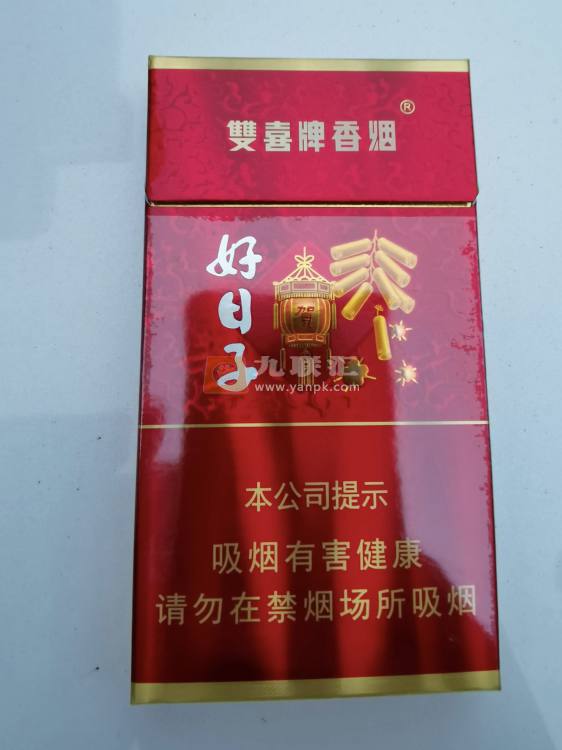 雙喜牌香烟®
好日子
賀
九联汇
www.yanpk.com
本公司提示
吸烟有害健康
请勿在禁烟场所吸烟